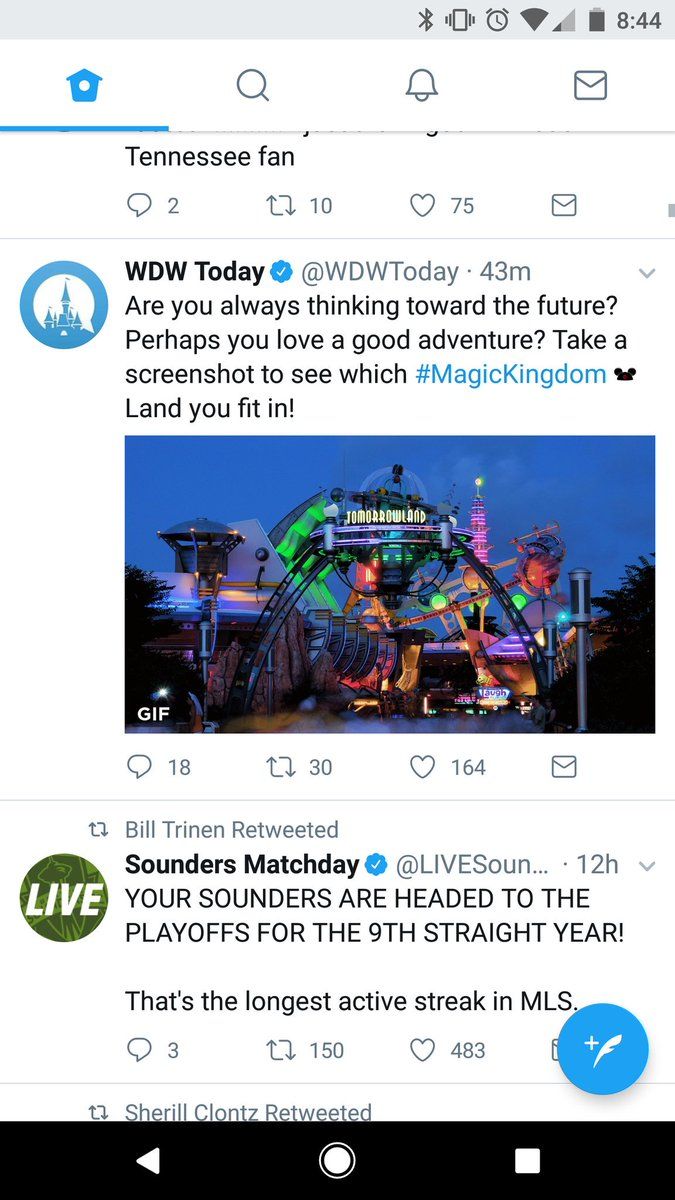 8:44
Tennessee fan
2 10 75
WDW Today @WDWToday · 43m
Are you always thinking toward the future?
Perhaps you love a good adventure? Take a
screenshot to see which #MagicKingdom
Land you fit in!
TOMORROWLAND
Laugh
GIF
18 30 164
Bill Trinen Retweeted
Sounders Matchday @LIVESoun... · 12h
LIVE
YOUR SOUNDERS ARE HEADED TO THE
PLAYOFFS FOR THE 9TH STRAIGHT YEAR!
That's the longest active streak in MLS.
3 150 483
Sherill Clontz Retweeted